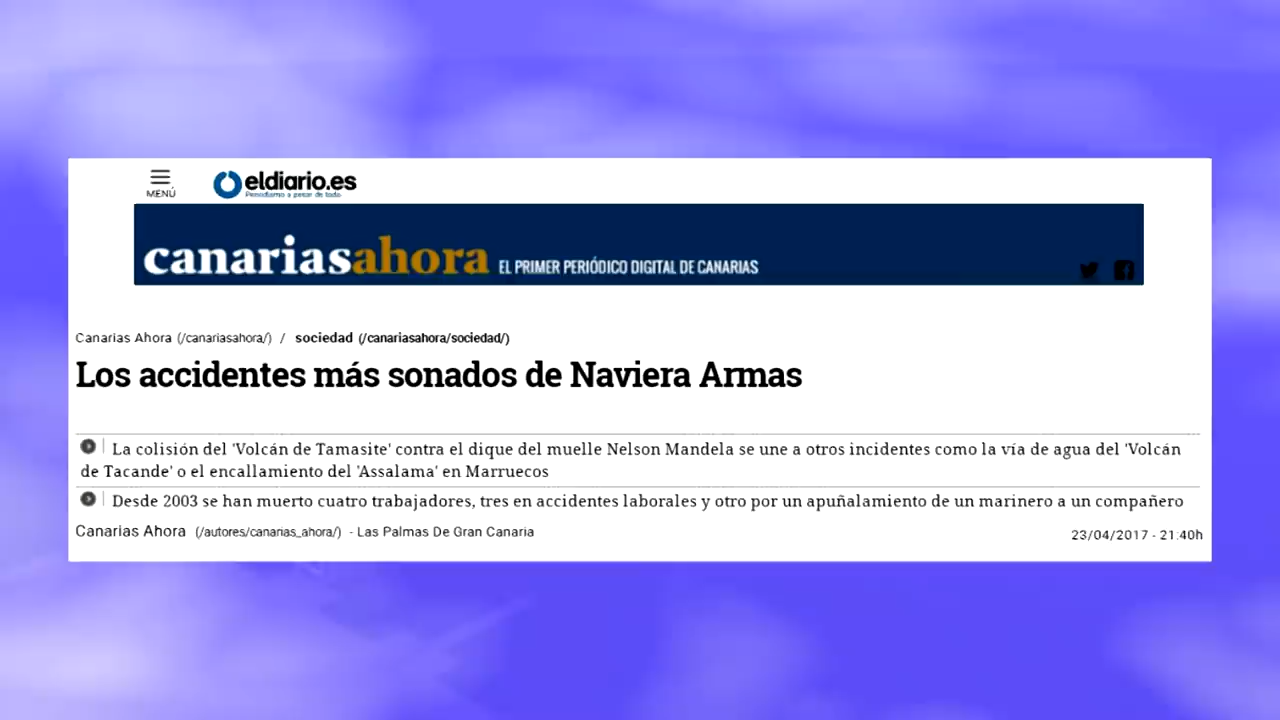 MENÚ
eldiario.es
Periodismo a pesar de todo
canariasahora EL PRIMER PERIÓDICO DIGITAL DE CANARIAS
Canarias Ahora (/canariasahora/) / sociedad (/canariasahora/sociedad/)
Los accidentes más sonados de Naviera Armas
La colisión del 'Volcán de Tamasite' contra el dique del muelle Nelson Mandela se une a otros incidentes como la vía de agua del 'Volcán
de Tacande' o el encallamiento del 'Assalama' en Marruecos
Desde 2003 se han muerto cuatro trabajadores, tres en accidentes laborales y otro por un apuñalamiento de un marinero a un compañero
Canarias Ahora (/autores/canarias_ahora/) - Las Palmas De Gran Canaria
23/04/2017 - 21:40h